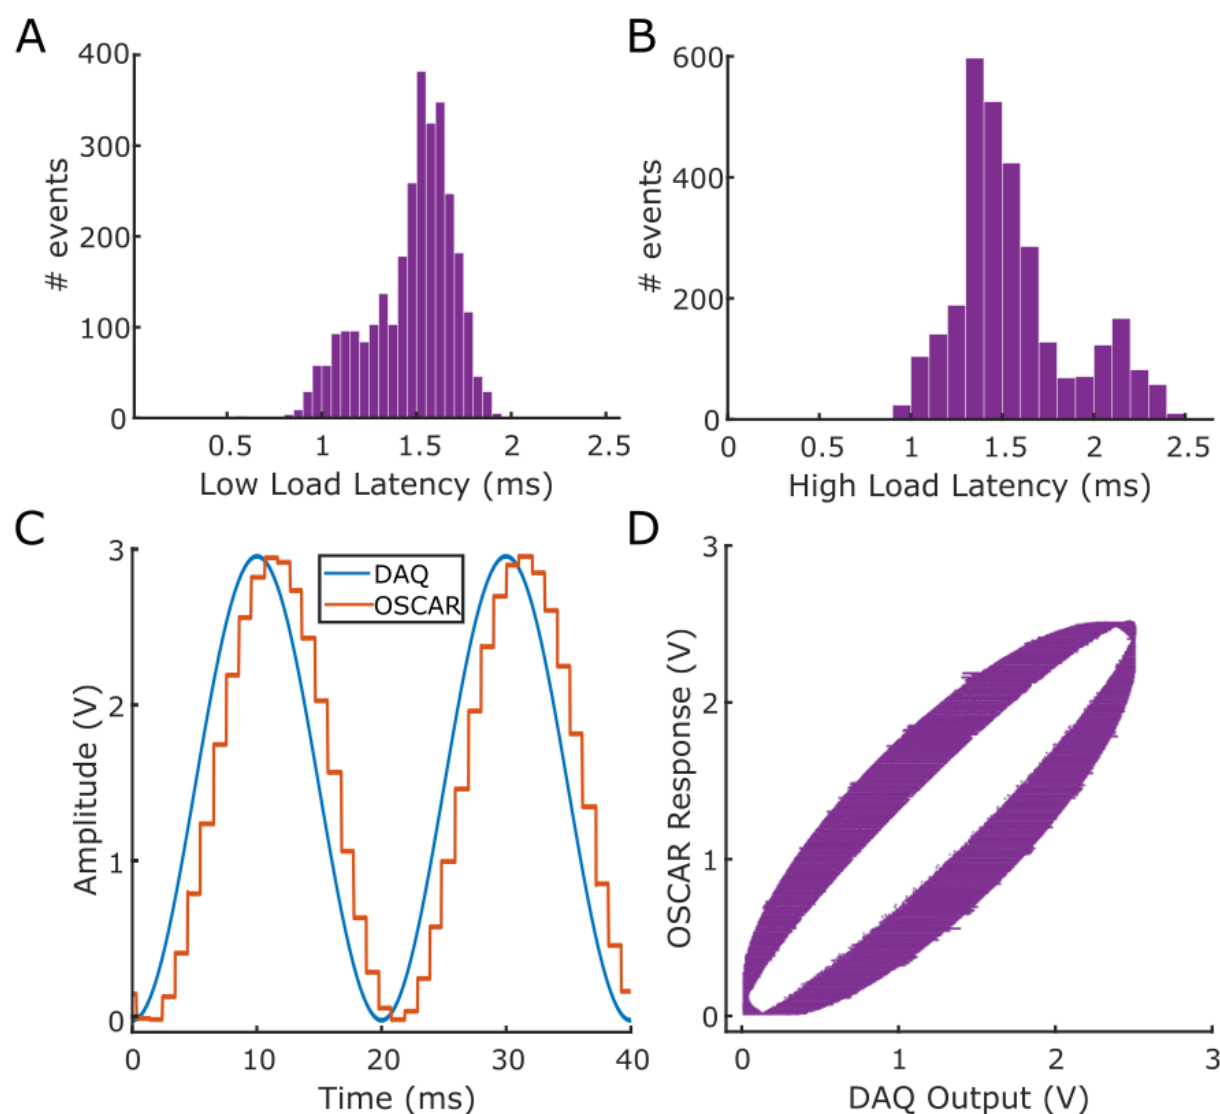 A
400
300
200
100
0
# events
0.5 1 1.5 2 2.5
Low Load Latency (ms)
B
600
400
200
0
# events
0 0.5 1 1.5 2 2.5
High Load Latency (ms)
C
3
2
1
0
Amplitude (V)
DAQ
OSCAR
0 10 20 30 40
Time (ms)
D
3
2
1
0
OSCAR Response (V)
0 1 2 3
DAQ Output (V)